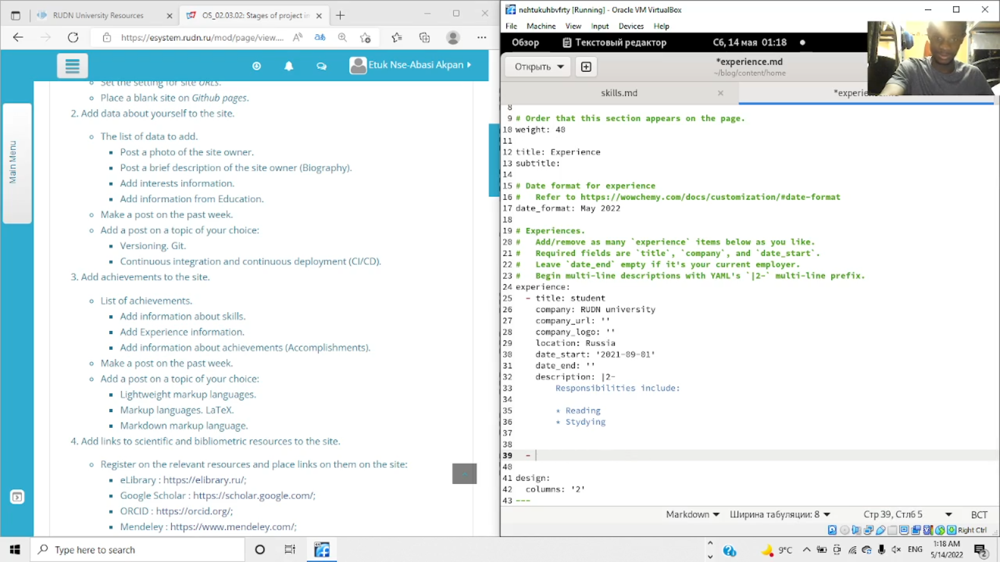 RUDN University Resources
OS_02.03.02: Stages of project in
https://esystem.rudn.ru/mod/page/view....
Etuk Nse-Abasi Akpan
Main Menu
Set the setting for site URLs.
Place a blank site on Github pages.
2. Add data about yourself to the site.
The list of data to add.
Post a photo of the site owner.
Post a brief description of the site owner (Biography).
Add interests information.
Add information from Education.
Make a post on the past week.
Add a post on a topic of your choice:
Versioning. Git.
Continuous integration and continuous deployment (CI/CD).
3. Add achievements to the site.
List of achievements.
Add information about skills.
Add Experience information.
Add information about achievements (Accomplishments).
Make a post on the past week.
Add a post on a topic of your choice:
Lightweight markup languages.
Markup languages. LaTeX.
Markdown markup language.
4. Add links to scientific and bibliometric resources to the site.
Register on the relevant resources and place links on them on the site:
eLibrary : https://elibrary.ru/;
Google Scholar : https://scholar.google.com/;
ORCID : https://orcid.org/;
Mendeley : https://www.mendeley.com/;
nehtukuhbvfrty [Running] - Oracle VM VirtualBox
File Machine View Input Devices Help
Обзор Текстовый редактор Сб, 14 мая 01:18
Открыть *experience.md
~/blog/content/home
skills.md *experience.md
8
9 # Order that this section appears on the page.
10 weight: 40
11
12 title: Experience
13 subtitle:
14
15 # Date format for experience
16 #   Refer to https://wowchemy.com/docs/customization/#date-format
17 date_format: May 2022
18
19 # Experiences.
20 #   Add/remove as many `experience` items below as you like.
21 #   Required fields are `title`, `company`, and `date_start`.
22 #   Leave `date_end` empty if it's your current employer.
23 #   Begin multi-line descriptions with YAML's `|2-` multi-line prefix.
24 experience:
25   - title: student
26     company: RUDN university
27     company_url: ''
28     company_logo: ''
29     location: Russia
30     date_start: '2021-09-01'
31     date_end: ''
32     description: |2-
33         Responsibilities include:
34
35         * Reading
36         * Stydying
37
38
39   -
40
41 design:
42   columns: '2'
43 ---
Markdown Ширина табуляции: 8 Стр 39, Стлб 5 ВСТ
Right Ctrl
Type here to search
9°C ENG
1:18 AM
5/14/2022
2